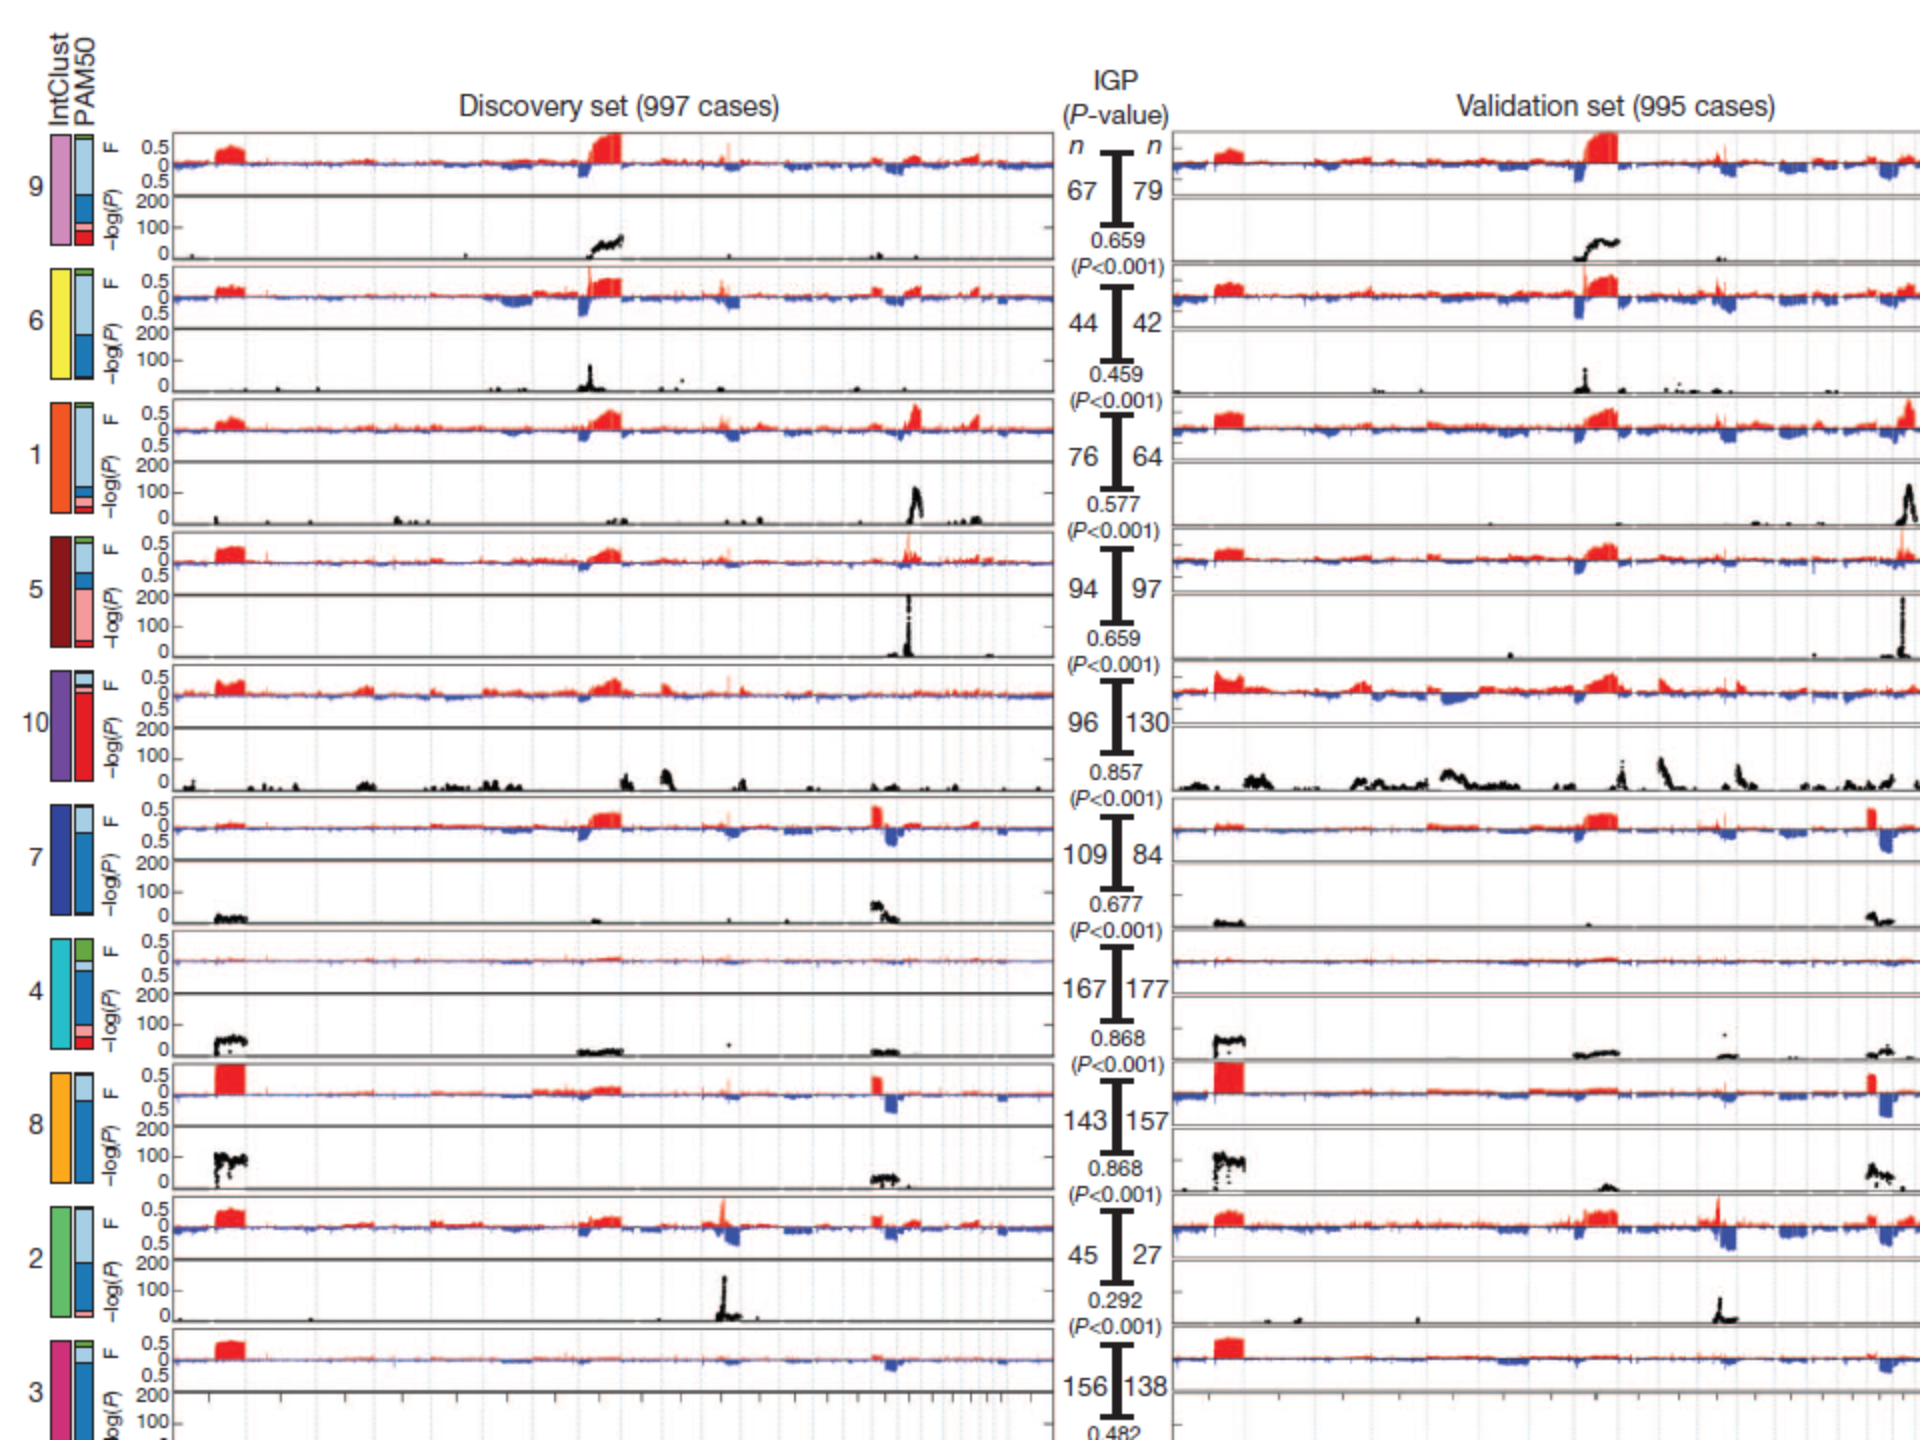 IntClust
PAM50
Discovery set (997 cases)
IGP
(P-value)
Validation set (995 cases)
n n
9 F 0.5 0 0.5
–log(P) 200 100 0
67 79
0.659
(P<0.001)
6 F 0.5 0 0.5
–log(P) 200 100 0
44 42
0.459
(P<0.001)
1 F 0.5 0 0.5
–log(P) 200 100 0
76 64
0.577
(P<0.001)
5 F 0.5 0 0.5
–log(P) 200 100 0
94 97
0.659
(P<0.001)
10 F 0.5 0 0.5
–log(P) 200 100 0
96 130
0.857
(P<0.001)
7 F 0.5 0 0.5
–log(P) 200 100 0
109 84
0.677
(P<0.001)
4 F 0.5 0 0.5
–log(P) 200 100 0
167 177
0.868
(P<0.001)
8 F 0.5 0 0.5
–log(P) 200 100 0
143 157
0.868
(P<0.001)
2 F 0.5 0 0.5
–log(P) 200 100 0
45 27
0.292
(P<0.001)
3 F 0.5 0 0.5
–log(P) 200 100
156 138
0.482